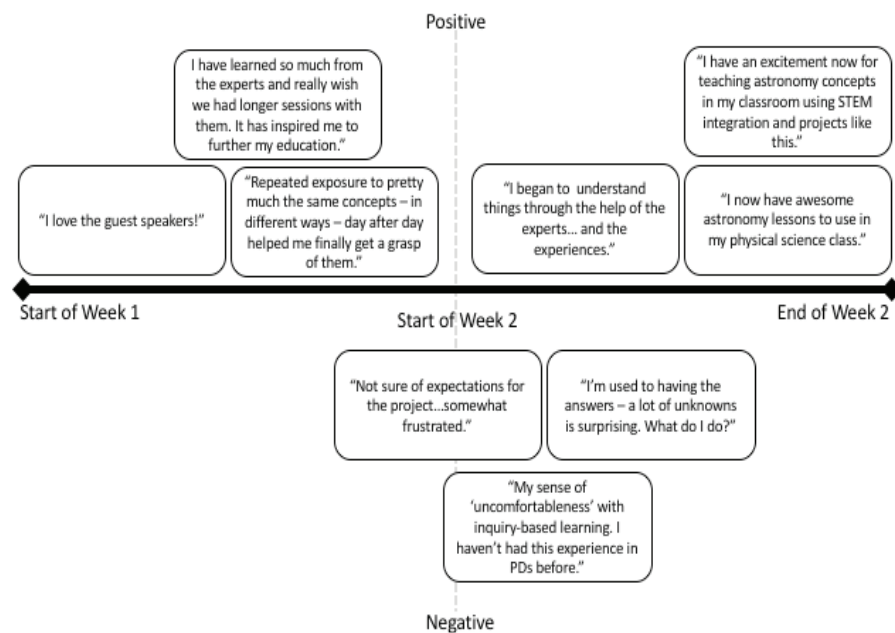 Positive
I have learned so much from
the experts and really wish
we had longer sessions with
them. It has inspired me to
further my education.”
“I have an excitement now for
teaching astronomy concepts
in my classroom using STEM
integration and projects like
this.”
“I love the guest speakers!”
“Repeated exposure to pretty
much the same concepts – in
different ways – day after day
helped me finally get a grasp
of them.”
“I began to understand
things through the help of the
experts... and the
experiences.”
“I now have awesome
astronomy lessons to use in
my physical science class.”
Start of Week 1
Start of Week 2
End of Week 2
“Not sure of expectations for
the project...somewhat
frustrated.”
“I’m used to having the
answers – a lot of unknowns
is surprising. What do I do?”
“My sense of
‘uncomfortableness’ with
inquiry-based learning. I
haven’t had this experience in
PDs before.”
Negative